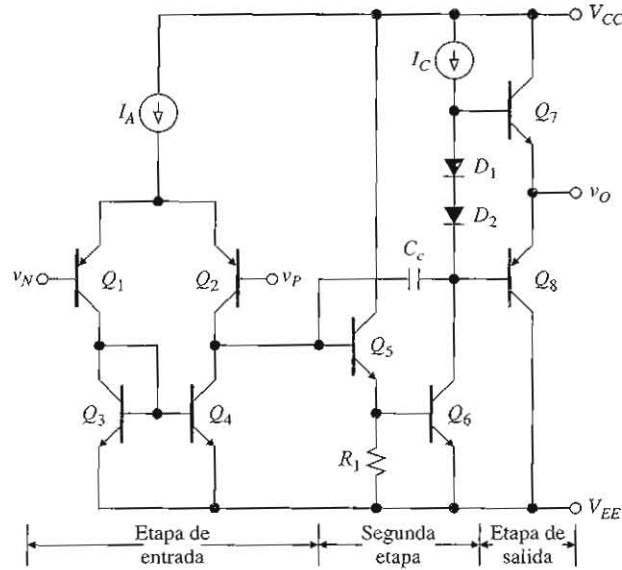 V_CC
I_C
Q_7
I_A
D_1
v_O
D_2
C_c
v_N
Q_1
Q_2
v_P
Q_8
Q_5
Q_3
Q_4
Q_6
R_1
V_EE
Etapa de entrada
Segunda etapa
Etapa de salida